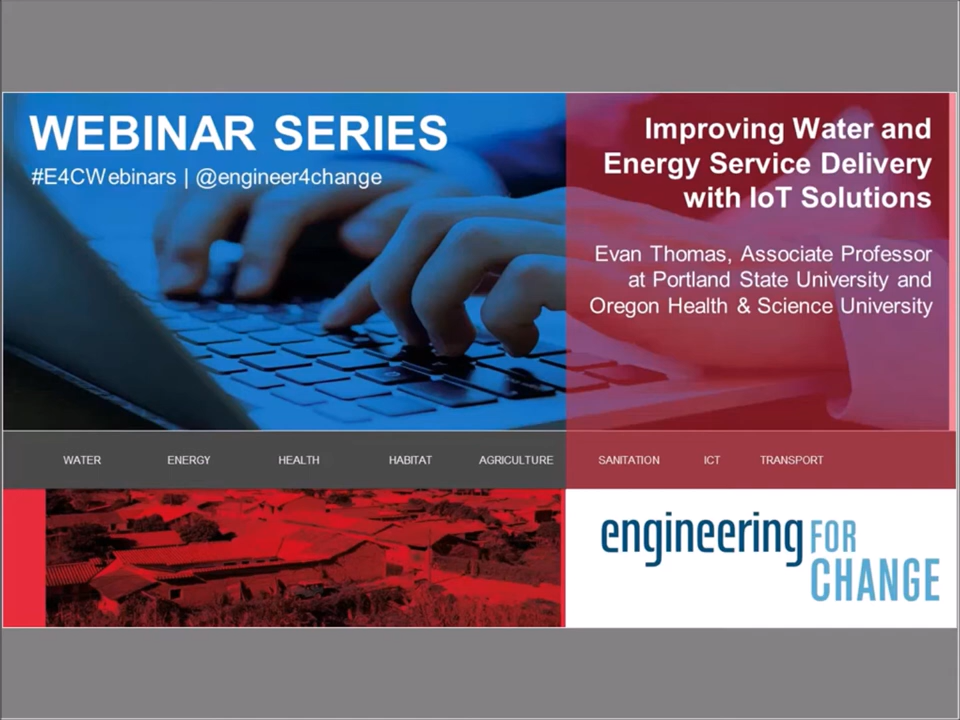 WEBINAR SERIES
#E4CWebinars | @engineer4change
Improving Water and
Energy Service Delivery
with IoT Solutions
Evan Thomas, Associate Professor
at Portland State University and
Oregon Health & Science University
WATER ENERGY HEALTH HABITAT AGRICULTURE SANITATION ICT TRANSPORT
engineering FOR
CHANGE